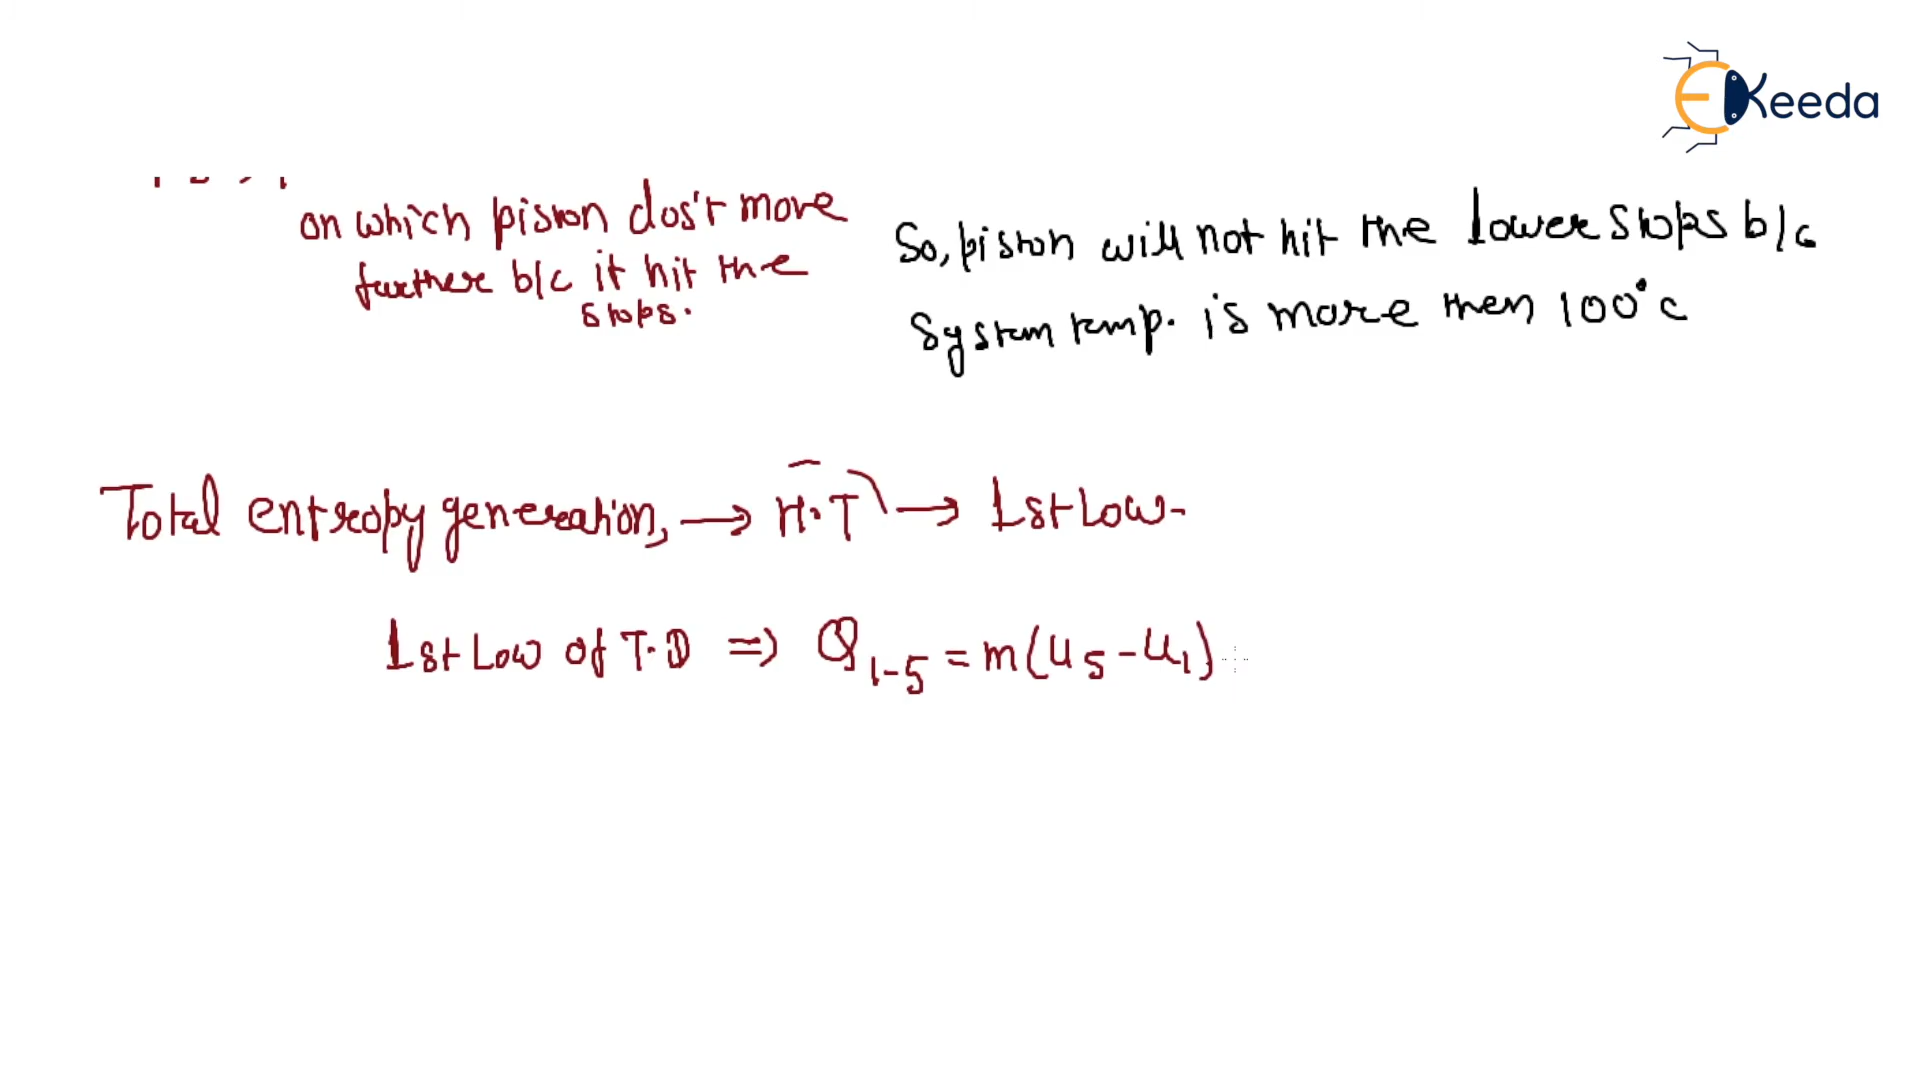 EKeeda
on which piston dos't move
further b/c it hit the
stops.
So, piston will not hit the lower stops b/c
System temp. is more then 100°c
Total entropy generation, → H.T → 1st Low.
1st Low of T.D ⇒ Q1-5 = m(u5-u1)